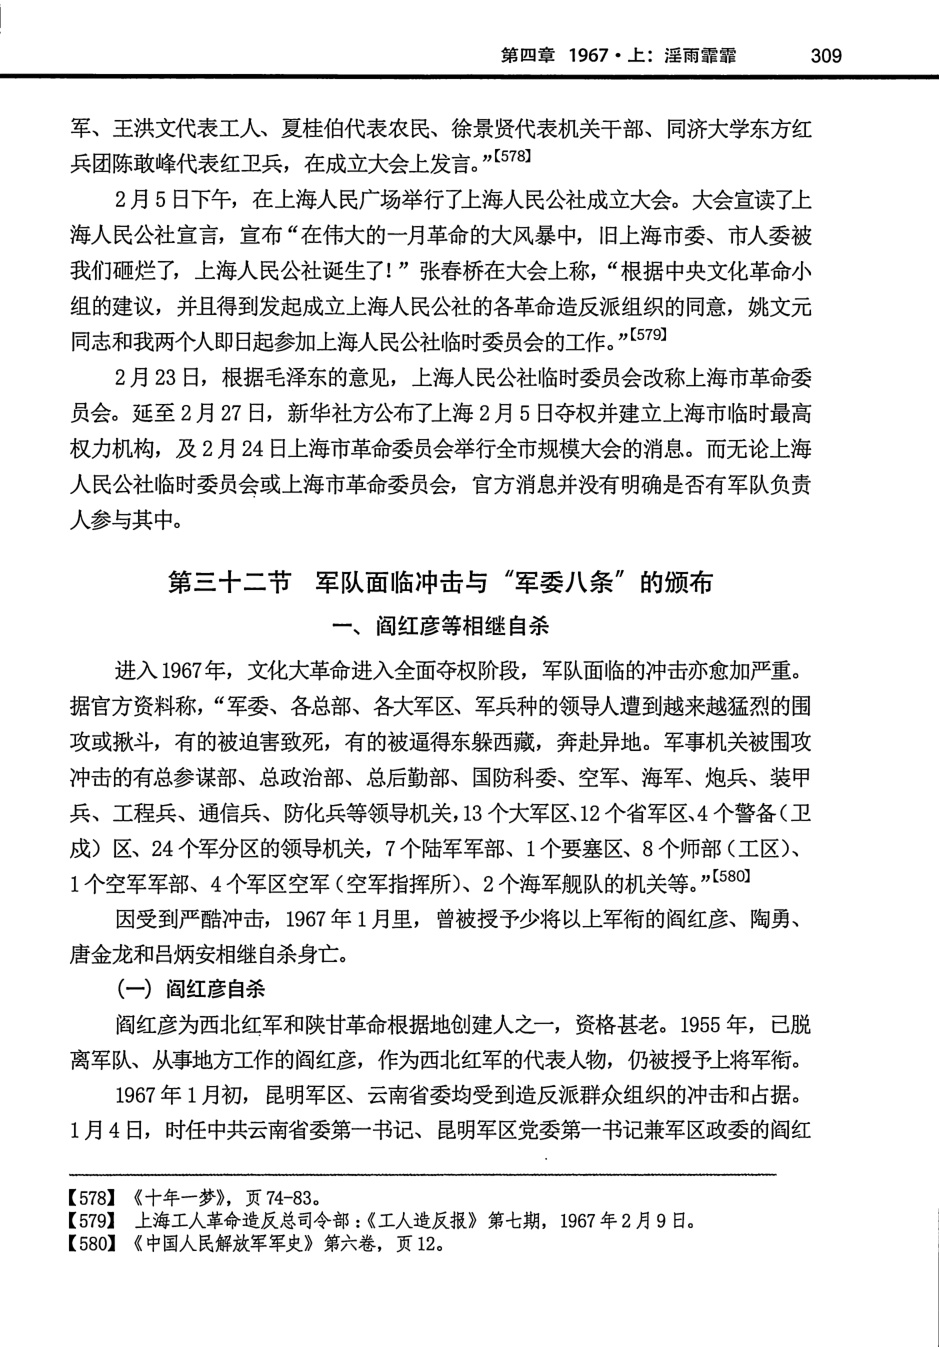 第四章 1967·上：淫雨霏霏 309
军、王洪文代表工人、夏桂伯代表农民、徐景贤代表机关干部、同济大学东方红
兵团陈敢峰代表红卫兵，在成立大会上发言。”【578】
2月5日下午，在上海人民广场举行了上海人民公社成立大会。大会宣读了上
海人民公社宣言，宣布“在伟大的一月革命的大风暴中，旧上海市委、市人委被
我们砸烂了，上海人民公社诞生了！”张春桥在大会上称，“根据中央文化革命小
组的建议，并且得到发起成立上海人民公社的各革命造反派组织的同意，姚文元
同志和我两个人即日起参加上海人民公社临时委员会的工作。”【579】
2月23日，根据毛泽东的意见，上海人民公社临时委员会改称上海市革命委
员会。延至2月27日，新华社方公布了上海2月5日夺权并建立上海市临时最高
权力机构，及2月24日上海市革命委员会举行全市规模大会的消息。而无论上海
人民公社临时委员会或上海市革命委员会，官方消息并没有明确是否有军队负责
人参与其中。
第三十二节 军队面临冲击与“军委八条”的颁布
一、阎红彦等相继自杀
进入1967年，文化大革命进入全面夺权阶段，军队面临的冲击亦愈加严重。
据官方资料称，“军委、各总部、各大军区、军兵种的领导人遭到越来越猛烈的围
攻或揪斗，有的被迫害致死，有的被逼得东躲西藏，奔赴异地。军事机关被围攻
冲击的有总参谋部、总政治部、总后勤部、国防科委、空军、海军、炮兵、装甲
兵、工程兵、通信兵、防化兵等领导机关，13个大军区、12个省军区、4个警备（卫
戍）区、24个军分区的领导机关，7个陆军军部、1个要塞区、8个师部（工区）、
1个空军军部、4个军区空军（空军指挥所）、2个海军舰队的机关等。”【580】
因受到严酷冲击，1967年1月里，曾被授予少将以上军衔的阎红彦、陶勇、
唐金龙和吕炳安相继自杀身亡。
（一）阎红彦自杀
阎红彦为西北红军和陕甘革命根据地创建人之一，资格甚老。1955年，已脱
离军队、从事地方工作的阎红彦，作为西北红军的代表人物，仍被授予上将军衔。
1967年1月初，昆明军区、云南省委均受到造反派群众组织的冲击和占据。
1月4日，时任中共云南省委第一书记、昆明军区党委第一书记兼军区政委的阎红
【578】《十年一梦》，页74-83。
【579】 上海工人革命造反总司令部：《工人造反报》第七期，1967年2月9日。
【580】《中国人民解放军军史》第六卷，页12。